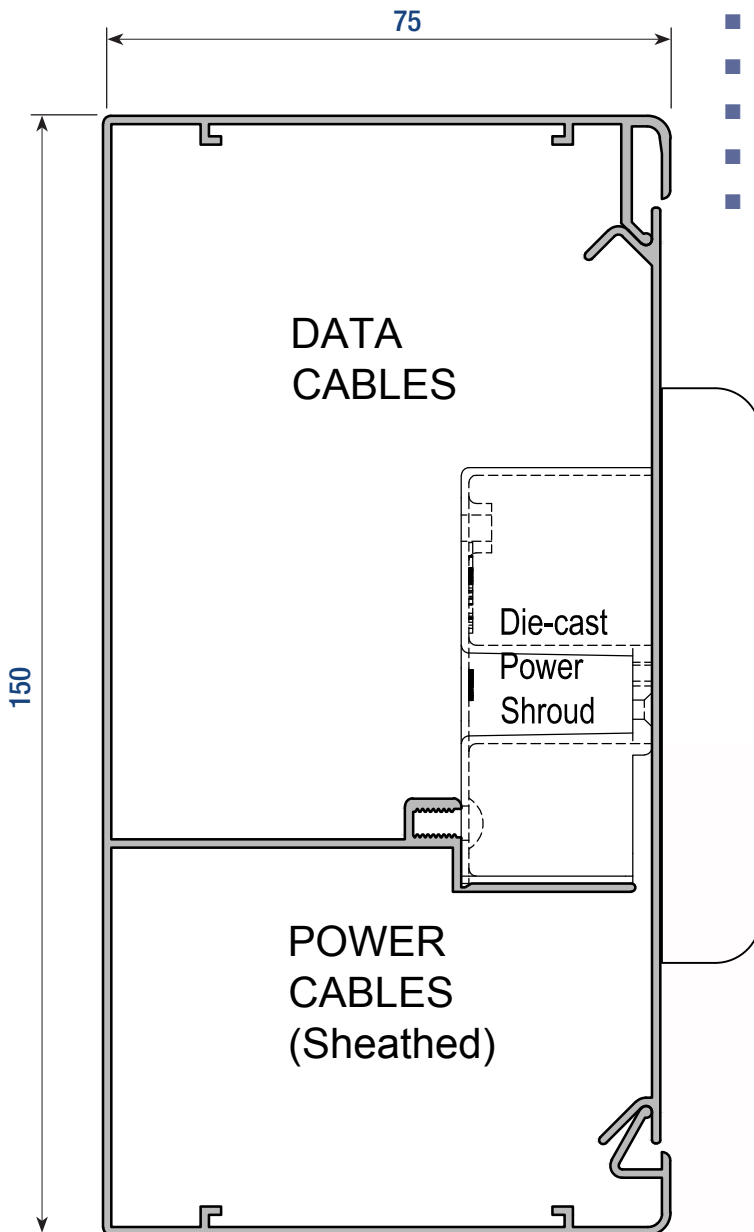 75
150
DATA
CABLES
Die-cast
Power
Shroud
POWER
CABLES
(Sheathed)